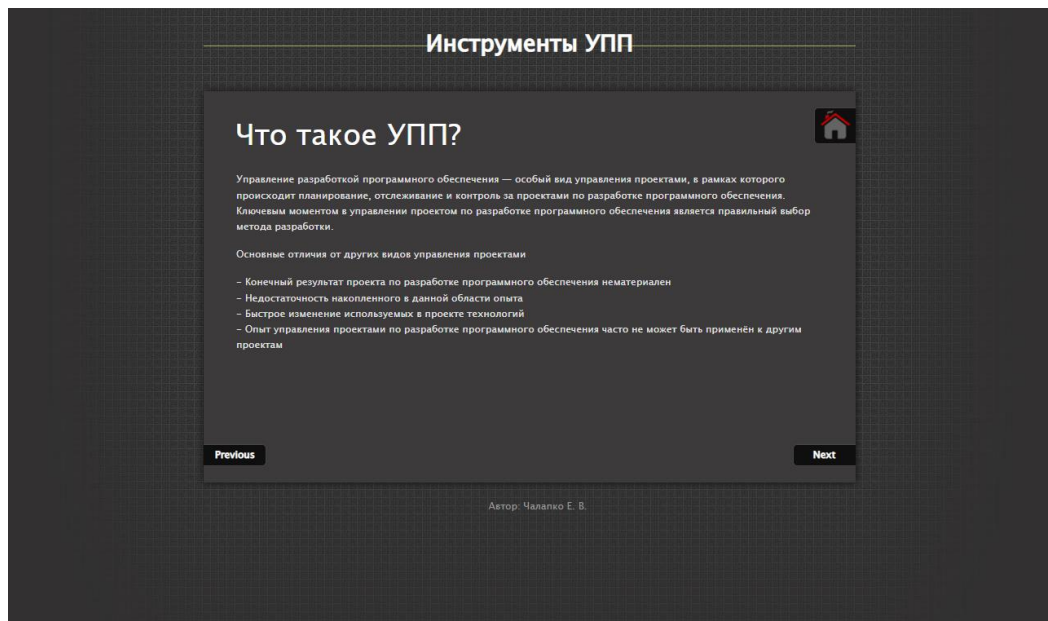 Инструменты УПП
Что такое УПП?
Управление разработкой программного обеспечения — особый вид управления проектами, в рамках которого
происходит планирование, отслеживание и контроль за проектами по разработке программного обеспечения.
Ключевым моментом в управлении проектом по разработке программного обеспечения является правильный выбор
метода разработки.
Основные отличия от других видов управления проектами
– Конечный результат проекта по разработке программного обеспечения нематериален
– Недостаточность накопленного в данной области опыта
– Быстрое изменение используемых в проекте технологий
– Опыт управления проектами по разработке программного обеспечения часто не может быть применён к другим
проектам
Previous
Next
Автор: Чалапко Е. В.